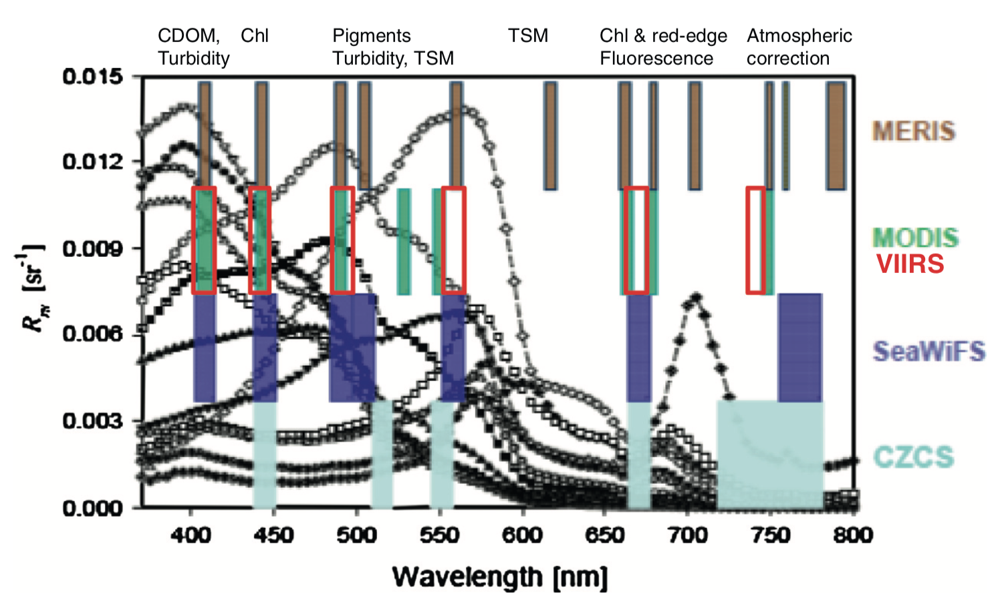 CDOM, Chl Pigments TSM Chl & red-edge Atmospheric
Turbidity Turbidity, TSM Fluorescence correction
0.015
MERIS
0.012
0.009
MODIS
VIIRS
[sr⁻¹]
0.006
SeaWiFS
0.003
CZCS
0.000
400 450 500 550 600 650 700 750 800
Wavelength [nm]